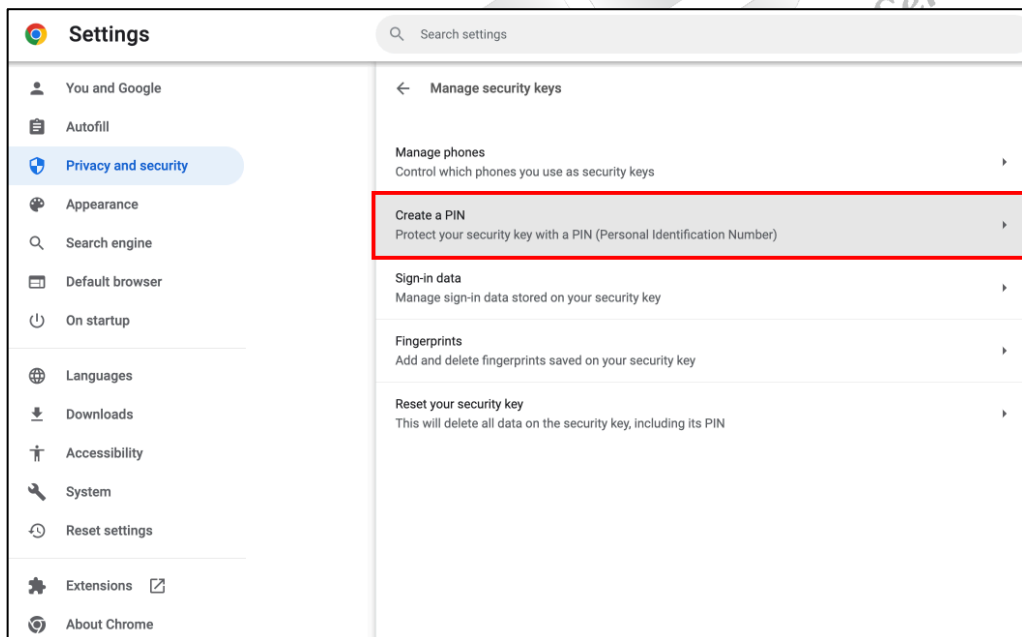 Settings
Search settings
You and Google
Autofill
Privacy and security
Appearance
Search engine
Default browser
On startup
Languages
Downloads
Accessibility
System
Reset settings
Extensions
About Chrome
Manage security keys
Manage phones
Control which phones you use as security keys
Create a PIN
Protect your security key with a PIN (Personal Identification Number)
Sign-in data
Manage sign-in data stored on your security key
Fingerprints
Add and delete fingerprints saved on your security key
Reset your security key
This will delete all data on the security key, including its PIN